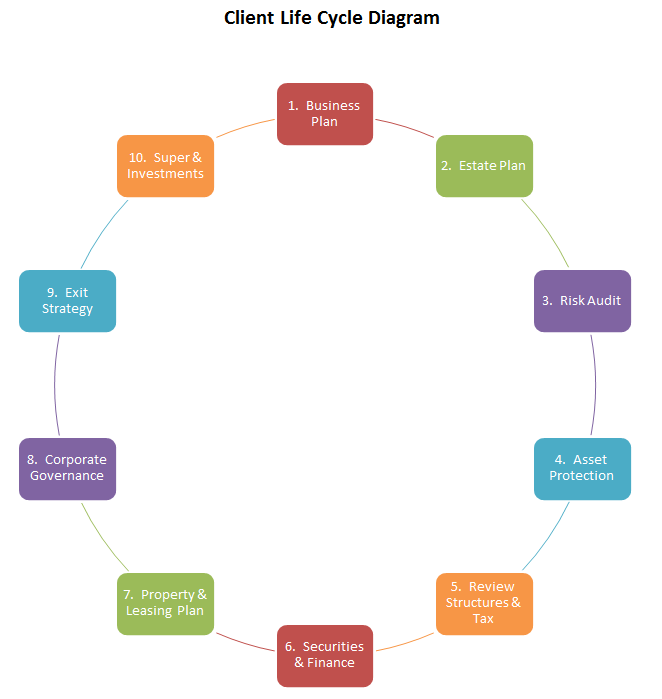 Client Life Cycle Diagram
1. Business
Plan
2. Estate Plan
3. Risk Audit
4. Asset
Protection
5. Review
Structures &
Tax
6. Securities
& Finance
7. Property &
Leasing Plan
8. Corporate
Governance
9. Exit
Strategy
10. Super &
Investments